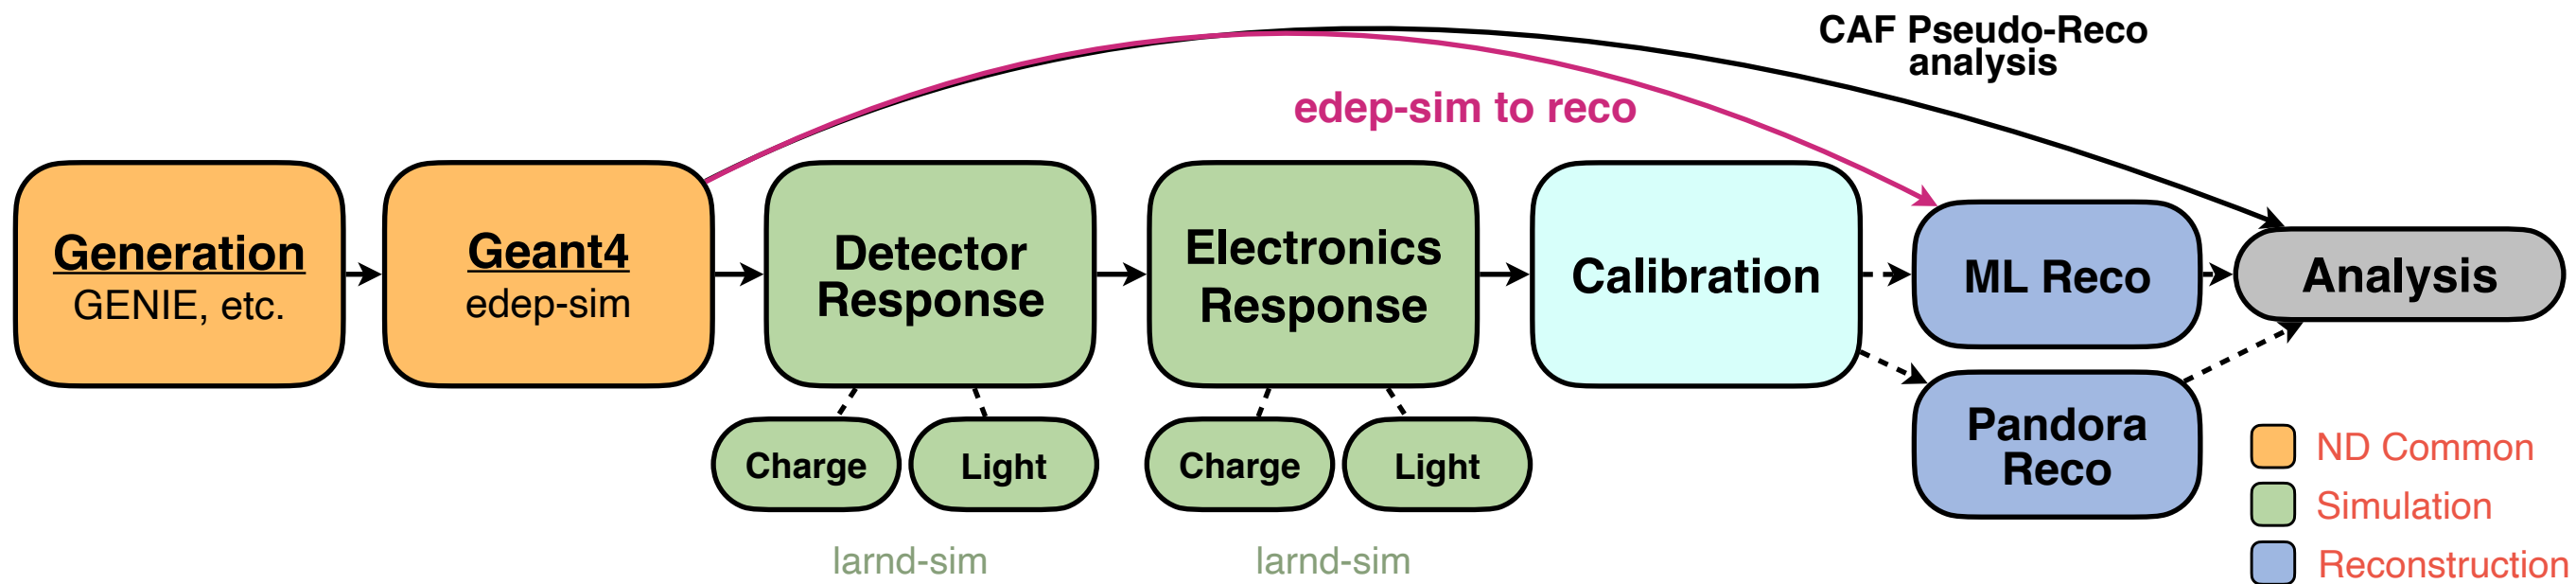 CAF Pseudo-Reco
analysis
edep-sim to reco
Generation
GENIE, etc.
Geant4
edep-sim
Detector
Response
Electronics
Response
Calibration
ML Reco
Analysis
Pandora
Reco
Charge
Light
Charge
Light
larnd-sim
larnd-sim
ND Common
Simulation
Reconstruction